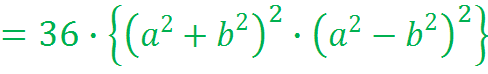 = 36 · {(a² + b²)² · (a² − b²)²}